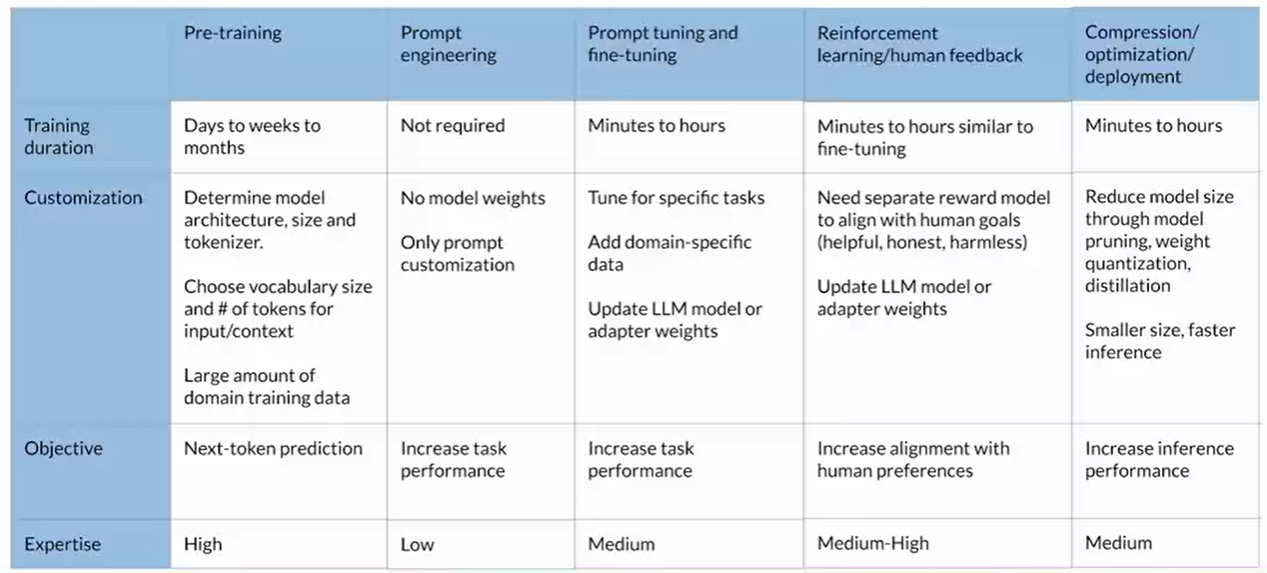 Pre-training
Prompt
engineering
Prompt tuning and
fine-tuning
Reinforcement
learning/human feedback
Compression/
optimization/
deployment
Training
duration
Days to weeks to
months
Not required
Minutes to hours
Minutes to hours similar to
fine-tuning
Minutes to hours
Customization
Determine model
architecture, size and
tokenizer.
Choose vocabulary size
and # of tokens for
input/context
Large amount of
domain training data
No model weights
Only prompt
customization
Tune for specific tasks
Add domain-specific
data
Update LLM model or
adapter weights
Need separate reward model
to align with human goals
(helpful, honest, harmless)
Update LLM model or
adapter weights
Reduce model size
through model
pruning, weight
quantization,
distillation
Smaller size, faster
inference
Objective
Next-token prediction
Increase task
performance
Increase task
performance
Increase alignment with
human preferences
Increase inference
performance
Expertise
High
Low
Medium
Medium-High
Medium